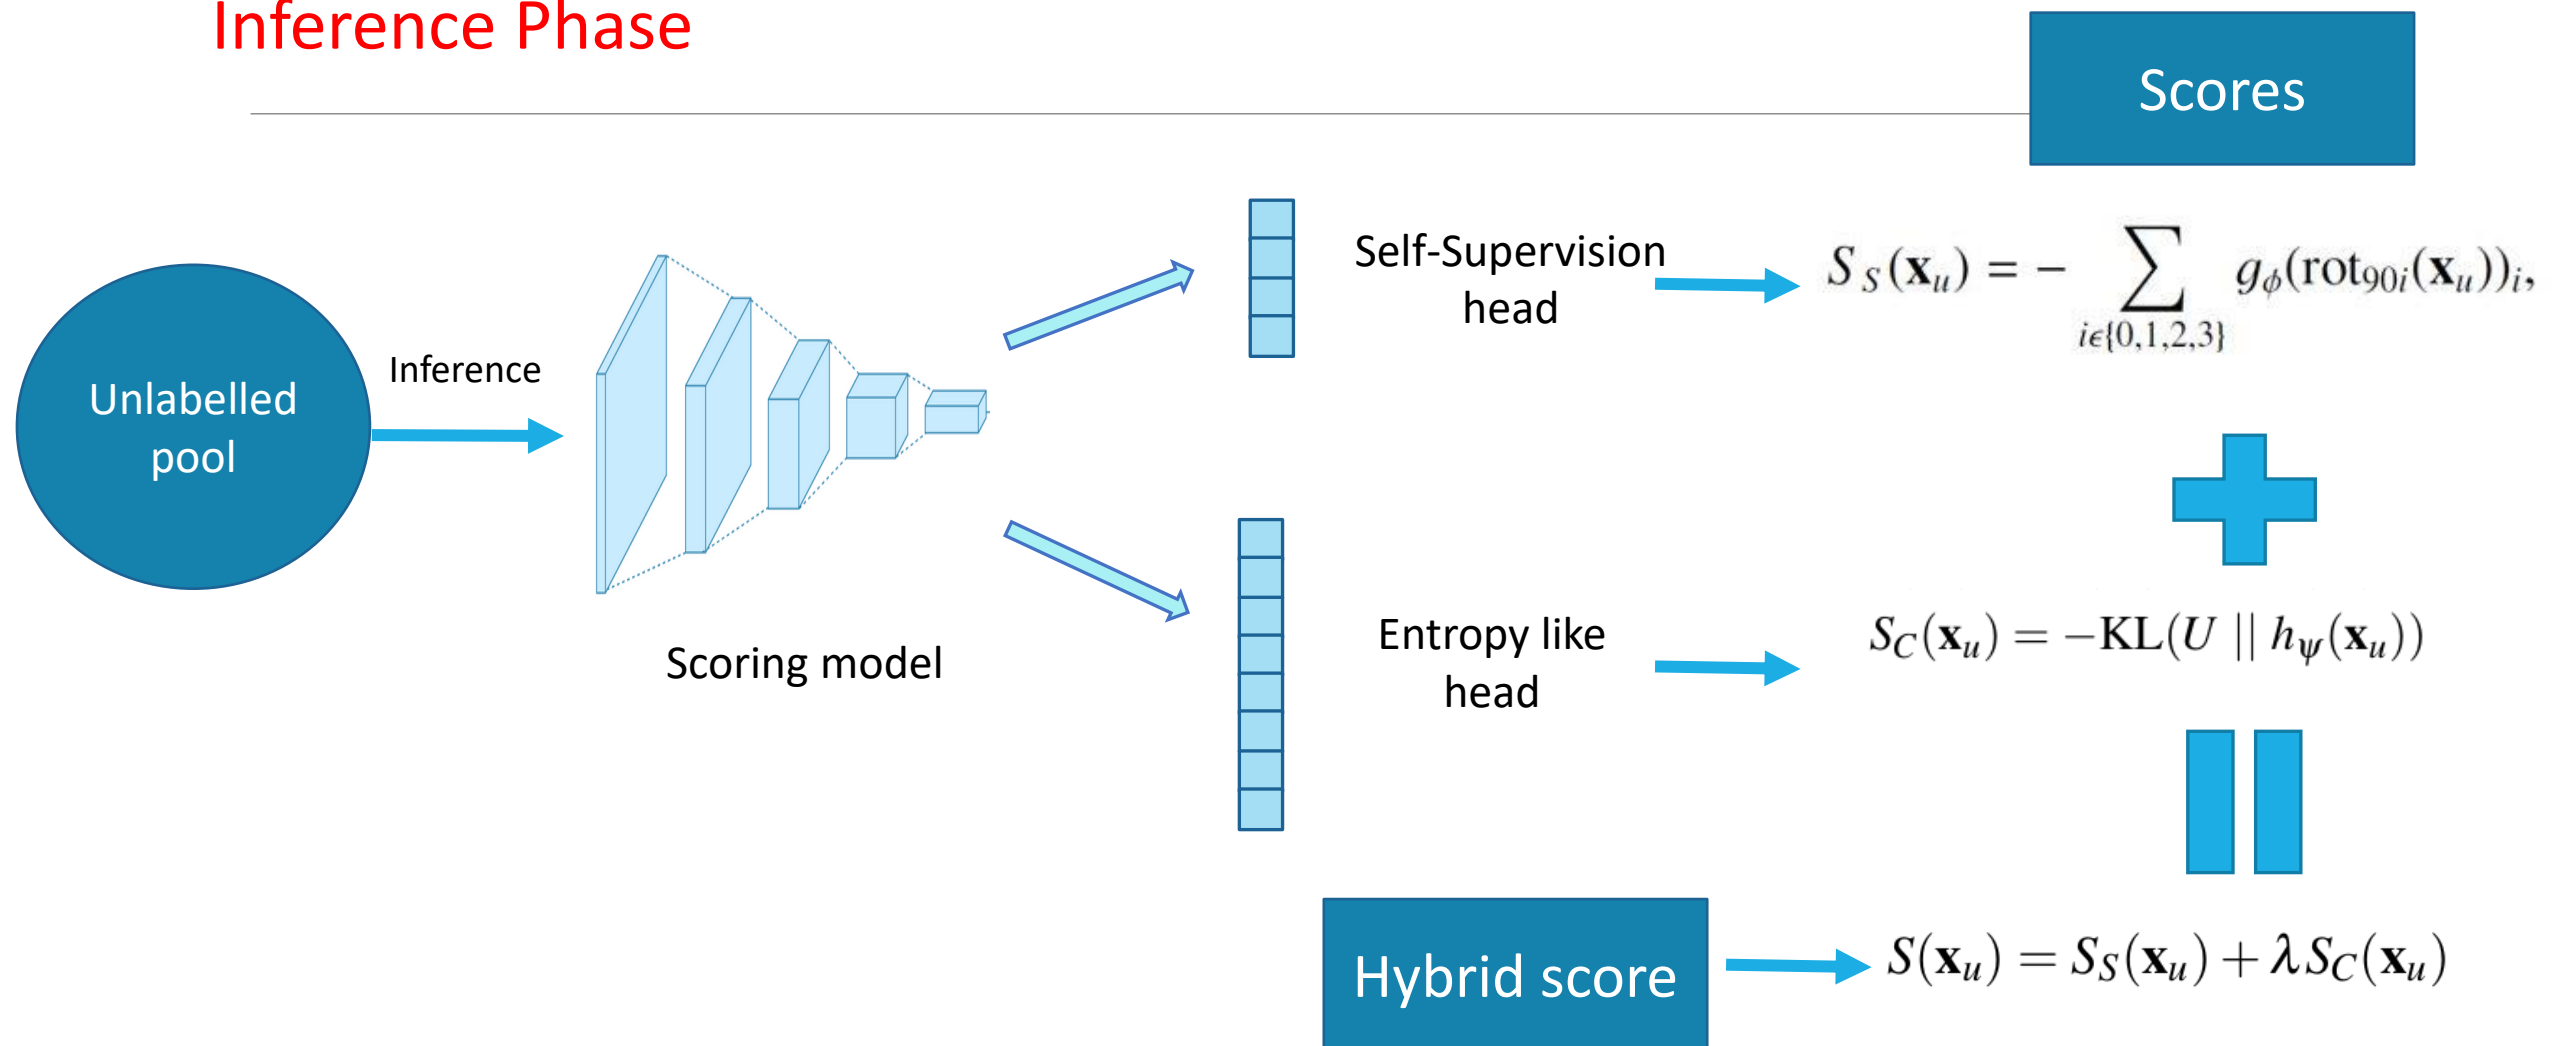 Inference Phase
Scores
Unlabelled
pool
Inference
Scoring model
Self-Supervision
head
S_S(x_u) = − ∑_{iϵ{0,1,2,3}} g_ϕ(rot_{90i}(x_u))_i,
Entropy like
head
S_C(x_u) = −KL(U || h_ψ(x_u))
Hybrid score
S(x_u) = S_S(x_u) + λS_C(x_u)